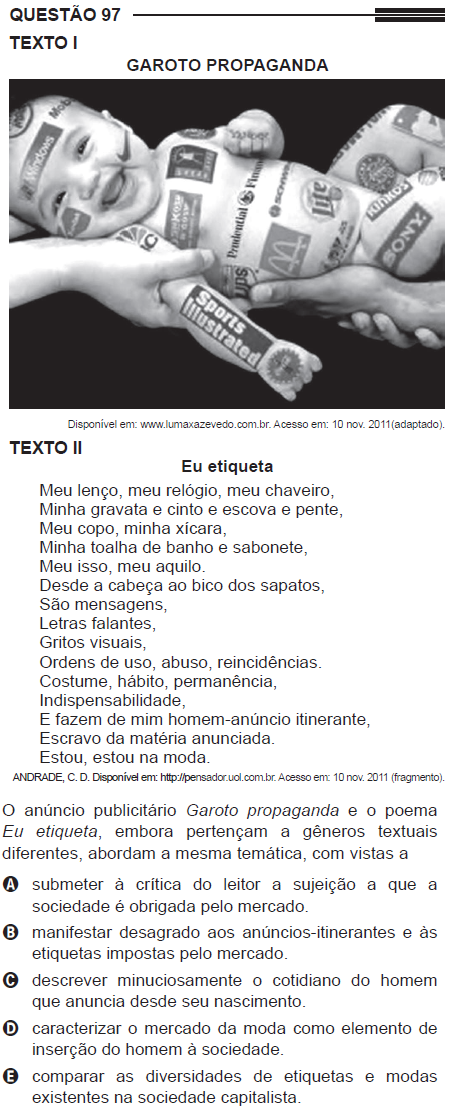 QUESTÃO 97
TEXTO I
GAROTO PROPAGANDA
Windows
Prudential
Lite
KINKO'S
SONY
Sports
Illustrated
Disponível em: www.lumaxazevedo.com.br. Acesso em: 10 nov. 2011(adaptado).
TEXTO II
Eu etiqueta
Meu lenço, meu relógio, meu chaveiro,
Minha gravata e cinto e escova e pente,
Meu copo, minha xícara,
Minha toalha de banho e sabonete,
Meu isso, meu aquilo.
Desde a cabeça ao bico dos sapatos,
São mensagens,
Letras falantes,
Gritos visuais,
Ordens de uso, abuso, reincidências.
Costume, hábito, permanência,
Indispensabilidade,
E fazem de mim homem-anúncio itinerante,
Escravo da matéria anunciada.
Estou, estou na moda.
ANDRADE, C. D. Disponível em: http://pensador.uol.com.br. Acesso em: 10 nov. 2011 (fragmento).
O anúncio publicitário Garoto propaganda e o poema
Eu etiqueta, embora pertençam a gêneros textuais
diferentes, abordam a mesma temática, com vistas a
A submeter à crítica do leitor a sujeição a que a
sociedade é obrigada pelo mercado.
B manifestar desagrado aos anúncios-itinerantes e às
etiquetas impostas pelo mercado.
C descrever minuciosamente o cotidiano do homem
que anuncia desde seu nascimento.
D caracterizar o mercado da moda como elemento de
inserção do homem à sociedade.
E comparar as diversidades de etiquetas e modas
existentes na sociedade capitalista.